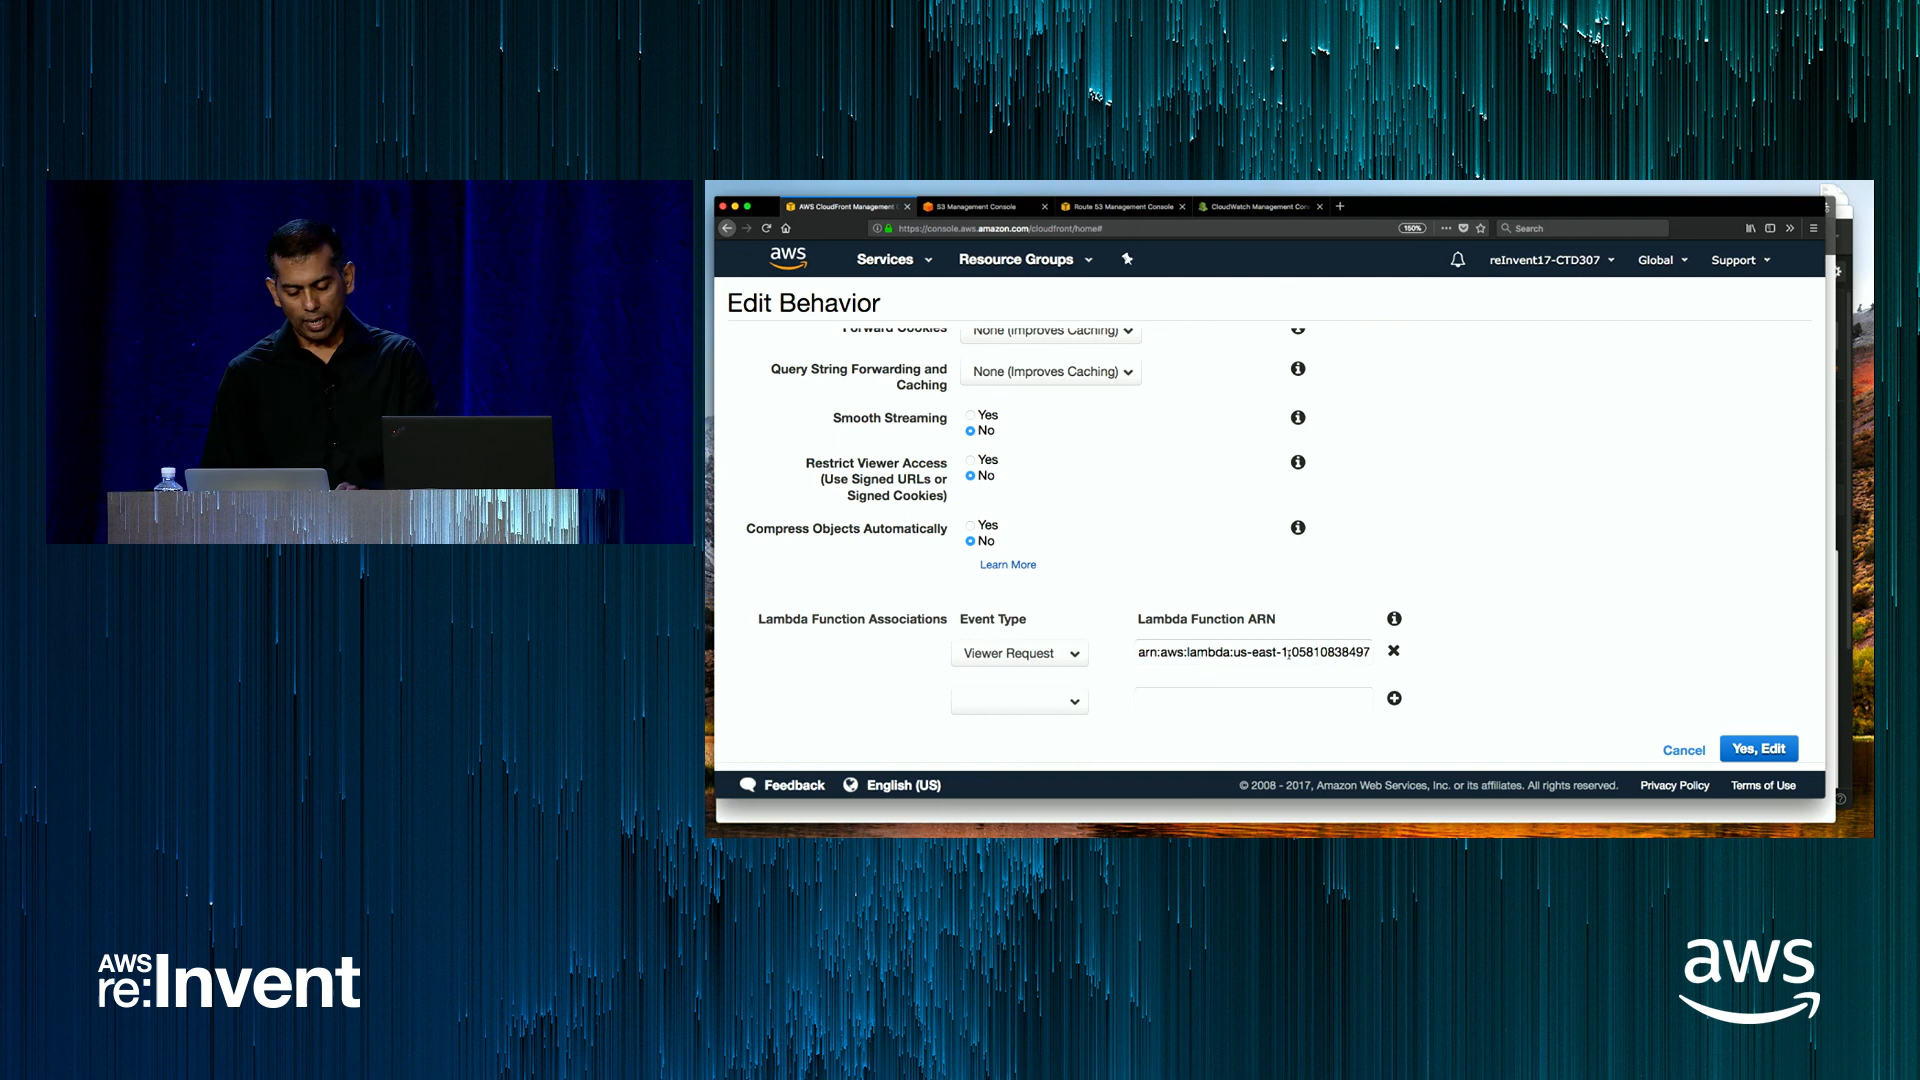 AWS CloudFront Management
S3 Management Console
Route 53 Management Console
CloudWatch Management Con
https://console.aws.amazon.com/cloudfront/home#
150%
Search
aws
Services
Resource Groups
reInvent17-CTD307
Global
Support
Edit Behavior
Forward Cookies
None (Improves Caching)
Query String Forwarding and
Caching
None (Improves Caching)
Smooth Streaming
Yes
No
Restrict Viewer Access
(Use Signed URLs or
Signed Cookies)
Yes
No
Compress Objects Automatically
Yes
No
Learn More
Lambda Function Associations
Event Type
Lambda Function ARN
Viewer Request
arn:aws:lambda:us-east-1:05810838497
Cancel
Yes, Edit
Feedback
English (US)
© 2008 - 2017, Amazon Web Services, Inc. or its affiliates. All rights reserved.
Privacy Policy
Terms of Use
AWS
re:Invent
aws